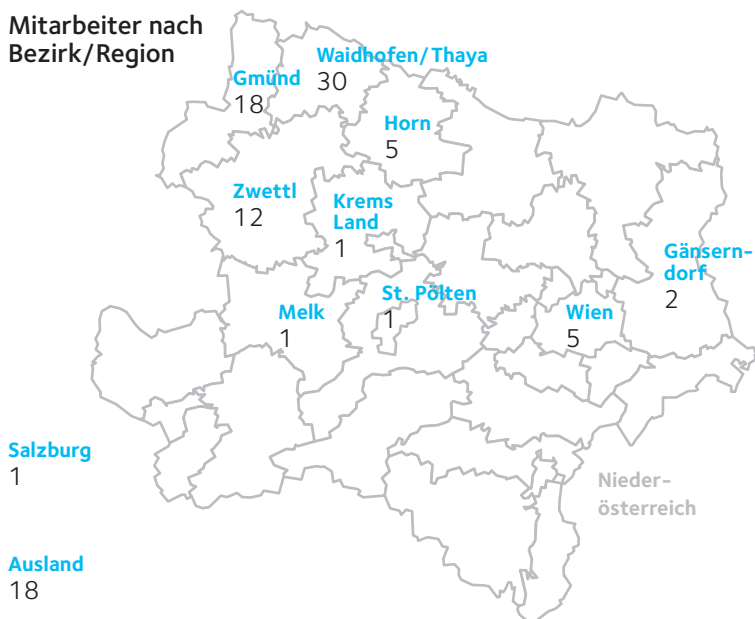 Mitarbeiter nach
Bezirk/Region
Waidhofen/Thaya
30
Gmünd
18
Horn
5
Zwettl
12
Krems
Land
1
Gänsern-
dorf
2
St. Pölten
1
Melk
1
Wien
5
Salzburg
1
Nieder-
österreich
Ausland
18